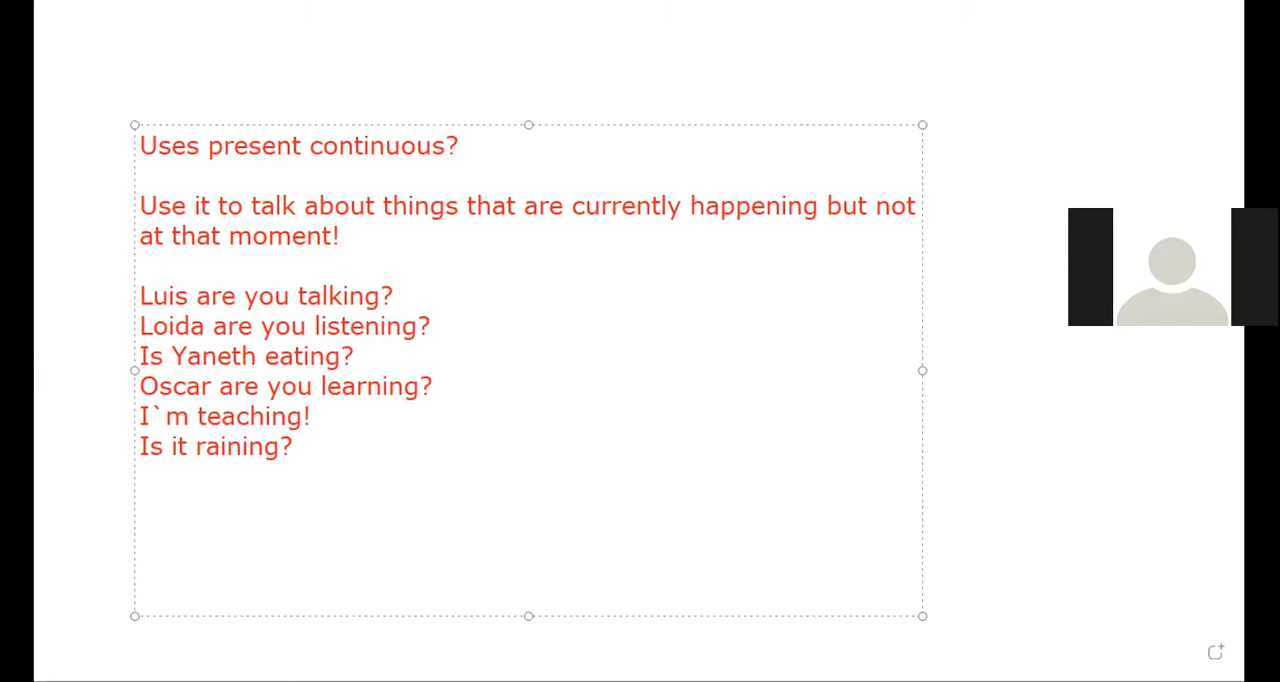 Uses present continuous?
Use it to talk about things that are currently happening but not
at that moment!
Luis are you talking?
Loida are you listening?
Is Yaneth eating?
Oscar are you learning?
I`m teaching!
Is it raining?